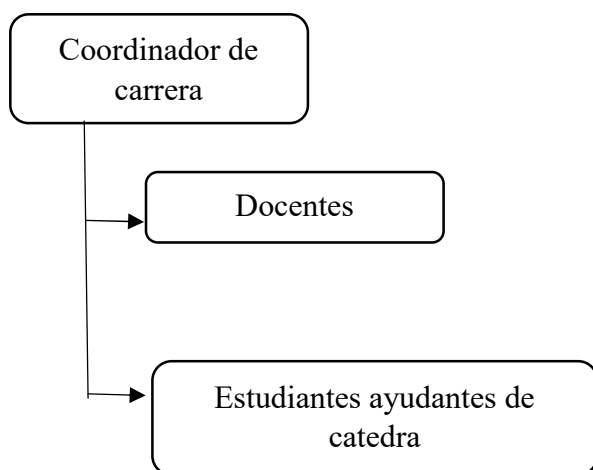 Coordinador de
carrera
Docentes
Estudiantes ayudantes de
catedra